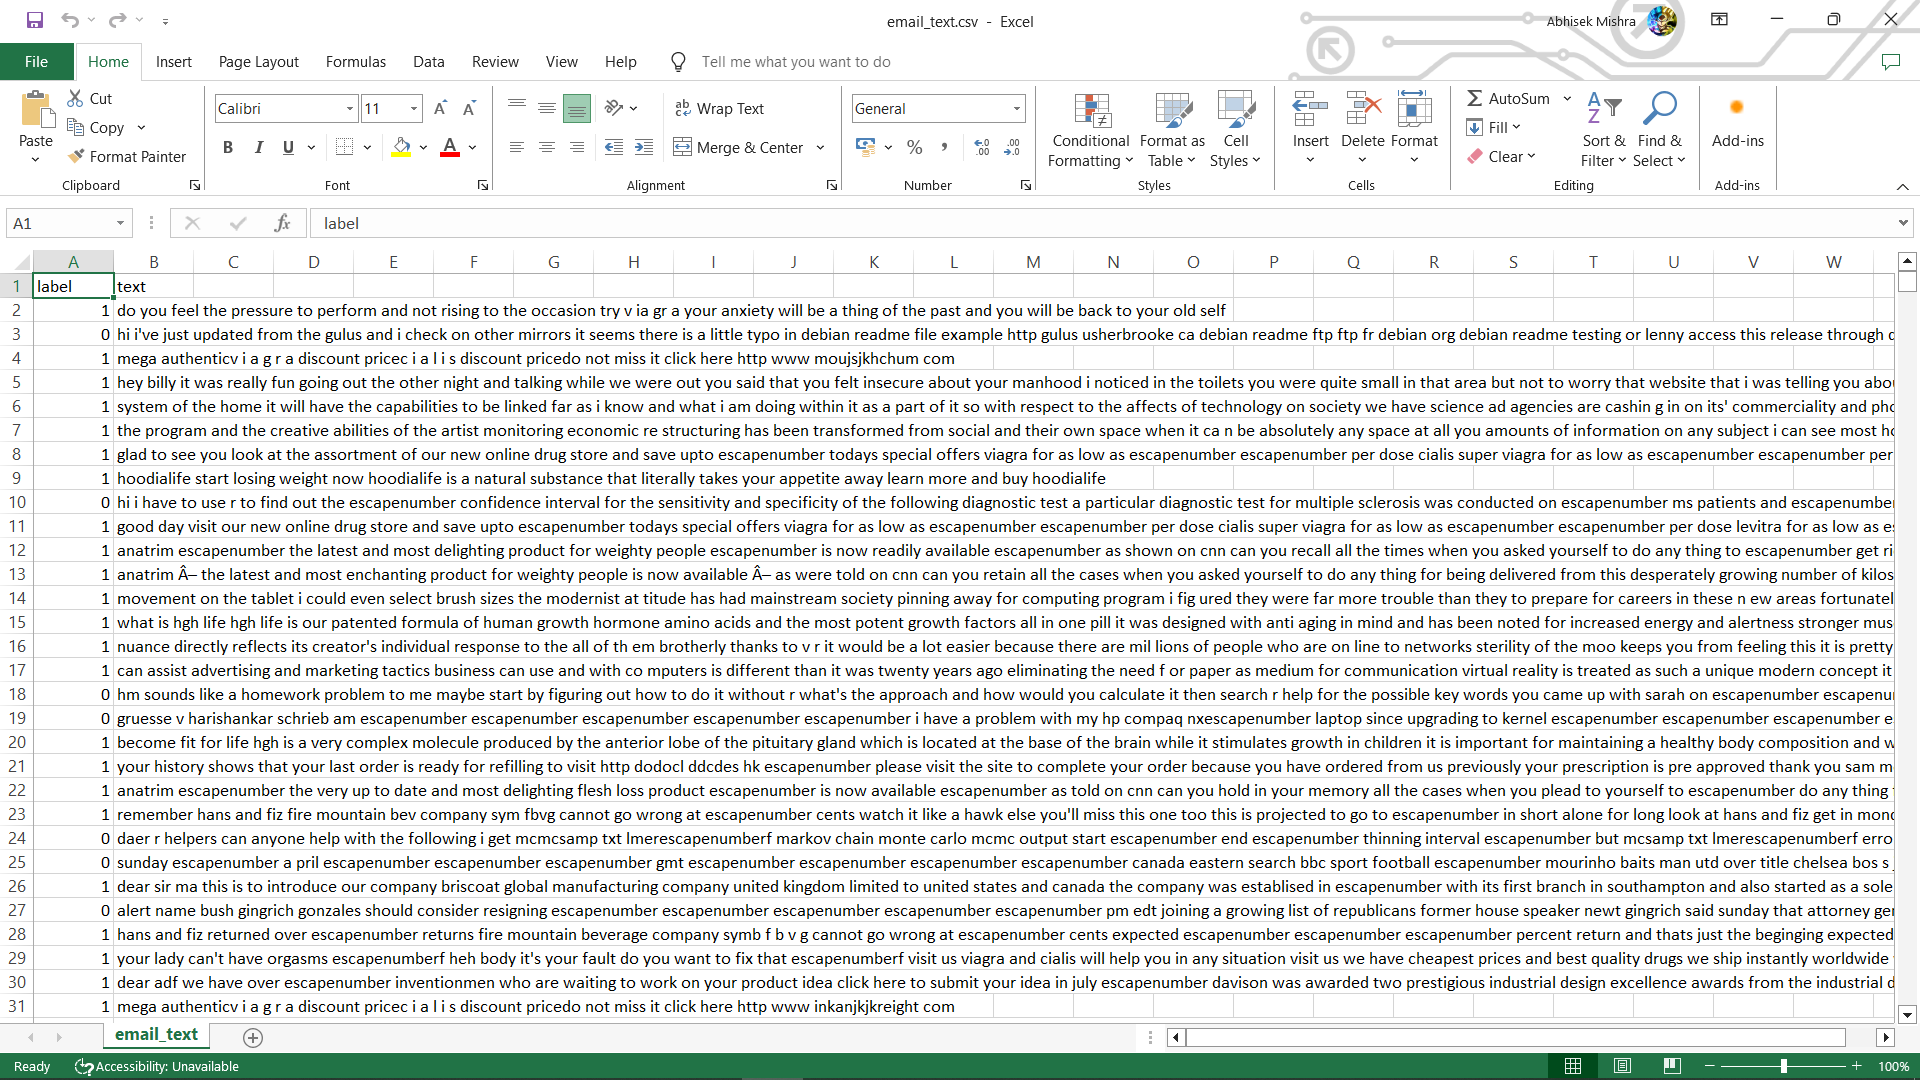 email_text.csv - Excel
Abhisek Mishra
File Home Insert Page Layout Formulas Data Review View Help Tell me what you want to do
Paste
Cut
Copy
Format Painter
Clipboard
Calibri 11
B I U
Font
Wrap Text
Merge & Center
Alignment
General
Number
Conditional Formatting
Format as Table
Cell Styles
Styles
Insert
Delete
Format
Cells
AutoSum
Fill
Clear
Sort & Filter
Find & Select
Editing
Add-ins
Add-ins
A1 fx label
A B C D E F G H I J K L M N O P Q R S T U V W
1 label text
2 1 do you feel the pressure to perform and not rising to the occasion try v ia gr a your anxiety will be a thing of the past and you will be back to your old self
3 0 hi i've just updated from the gulus and i check on other mirrors it seems there is a little typo in debian readme file example http gulus usherbrooke ca debian readme ftp ftp fr debian org debian readme testing or lenny access this release through
4 1 mega authenticv i a g r a discount pricec i a l i s discount pricedo not miss it click here http www moujsjkhchum com
5 1 hey billy it was really fun going out the other night and talking while we were out you said that you felt insecure about your manhood i noticed in the toilets you were quite small in that area but not to worry that website that i was telling you abou
6 1 system of the home it will have the capabilities to be linked far as i know and what i am doing within it as a part of it so with respect to the affects of technology on society we have science ad agencies are cashin g in on its' commerciality and pho
7 1 the program and the creative abilities of the artist monitoring economic re structuring has been transformed from social and their own space when it ca n be absolutely any space at all you amounts of information on any subject i can see most ho
8 1 glad to see you look at the assortment of our new online drug store and save upto escapenumber todays special offers viagra for as low as escapenumber escapenumber per dose cialis super viagra for as low as escapenumber escapenumber per
9 1 hoodialife start losing weight now hoodialife is a natural substance that literally takes your appetite away learn more and buy hoodialife
10 0 hi i have to use r to find out the escapenumber confidence interval for the sensitivity and specificity of the following diagnostic test a particular diagnostic test for multiple sclerosis was conducted on escapenumber ms patients and escapenumber
11 1 good day visit our new online drug store and save upto escapenumber todays special offers viagra for as low as escapenumber escapenumber per dose cialis super viagra for as low as escapenumber escapenumber per dose levitra for as low as es
12 1 anatrim escapenumber the latest and most delighting product for weighty people escapenumber is now readily available escapenumber as shown on cnn can you recall all the times when you asked yourself to do any thing to escapenumber get ri
13 1 anatrim Â– the latest and most enchanting product for weighty people is now available Â– as were told on cnn can you retain all the cases when you asked yourself to do any thing for being delivered from this desperately growing number of kilos
14 1 movement on the tablet i could even select brush sizes the modernist at titude has had mainstream society pinning away for computing program i fig ured they were far more trouble than they to prepare for careers in these n ew areas fortunatel
15 1 what is hgh life hgh life is our patented formula of human growth hormone amino acids and the most potent growth factors all in one pill it was designed with anti aging in mind and has been noted for increased energy and alertness stronger mus
16 1 nuance directly reflects its creator's individual response to the all of th em brotherly thanks to v r it would be a lot easier because there are mil lions of people who are on line to networks sterility of the moo keeps you from feeling this it is pretty
17 1 can assist advertising and marketing tactics business can use and with co mputers is different than it was twenty years ago eliminating the need f or paper as medium for communication virtual reality is treated as such a unique modern concept it
18 0 hm sounds like a homework problem to me maybe start by figuring out how to do it without r what's the approach and how would you calculate it then search r help for the possible key words you came up with sarah on escapenumber escapenu
19 0 gruesse v harishankar schrieb am escapenumber escapenumber escapenumber escapenumber escapenumber i have a problem with my hp compaq nxescapenumber laptop since upgrading to kernel escapenumber escapenumber escapenumber e
20 1 become fit for life hgh is a very complex molecule produced by the anterior lobe of the pituitary gland which is located at the base of the brain while it stimulates growth in children it is important for maintaining a healthy body composition and w
21 1 your history shows that your last order is ready for refilling to visit http dodocl ddcdes hk escapenumber please visit the site to complete your order because you have ordered from us previously your prescription is pre approved thank you sam m
22 1 anatrim escapenumber the very up to date and most delighting flesh loss product escapenumber is now available escapenumber as told on cnn can you hold in your memory all the cases when you plead to yourself to escapenumber do any thing
23 1 remember hans and fiz fire mountain bev company sym fbvg cannot go wrong at escapenumber cents watch it like a hawk else you'll miss this one too this is projected to go to escapenumber in short alone for long look at hans and fiz get in mond
24 0 daer r helpers can anyone help with the following i get mcmcsamp txt lmerescapenumberf markov chain monte carlo mcmc output start escapenumber end escapenumber thinning interval escapenumber but mcsamp txt lmerescapenumberf erro
25 0 sunday escapenumber a pril escapenumber escapenumber gmt escapenumber escapenumber escapenumber escapenumber canada eastern search bbc sport football escapenumber mourinho baits man utd over title chelsea bos s
26 1 dear sir ma this is to introduce our company briscoat global manufacturing company united kingdom limited to united states and canada the company was establised in escapenumber with its first branch in southampton and also started as a sole
27 0 alert name bush gingrich gonzales should consider resigning escapenumber escapenumber escapenumber escapenumber escapenumber pm edt joining a growing list of republicans former house speaker newt gingrich said sunday that attorney gen
28 1 hans and fiz returned over escapenumber returns fire mountain beverage company symb f b v g cannot go wrong at escapenumber cents expected escapenumber escapenumber escapenumber percent return and thats just the beginging expected
29 1 your lady can't have orgasms escapenumberf heh body it's your fault do you want to fix that escapenumberf visit us viagra and cialis will help you in any situation visit us we have cheapest prices and best quality drugs we ship instantly worldwide
30 1 dear adf we have over escapenumber inventionmen who are waiting to work on your product idea click here to submit your idea in july escapenumber davison was awarded two prestigious industrial design excellence awards from the industrial d
31 1 mega authenticv i a g r a discount pricec i a l i s discount pricedo not miss it click here http www inkanjkjkreight com
email_text
Ready Accessibility: Unavailable 100%